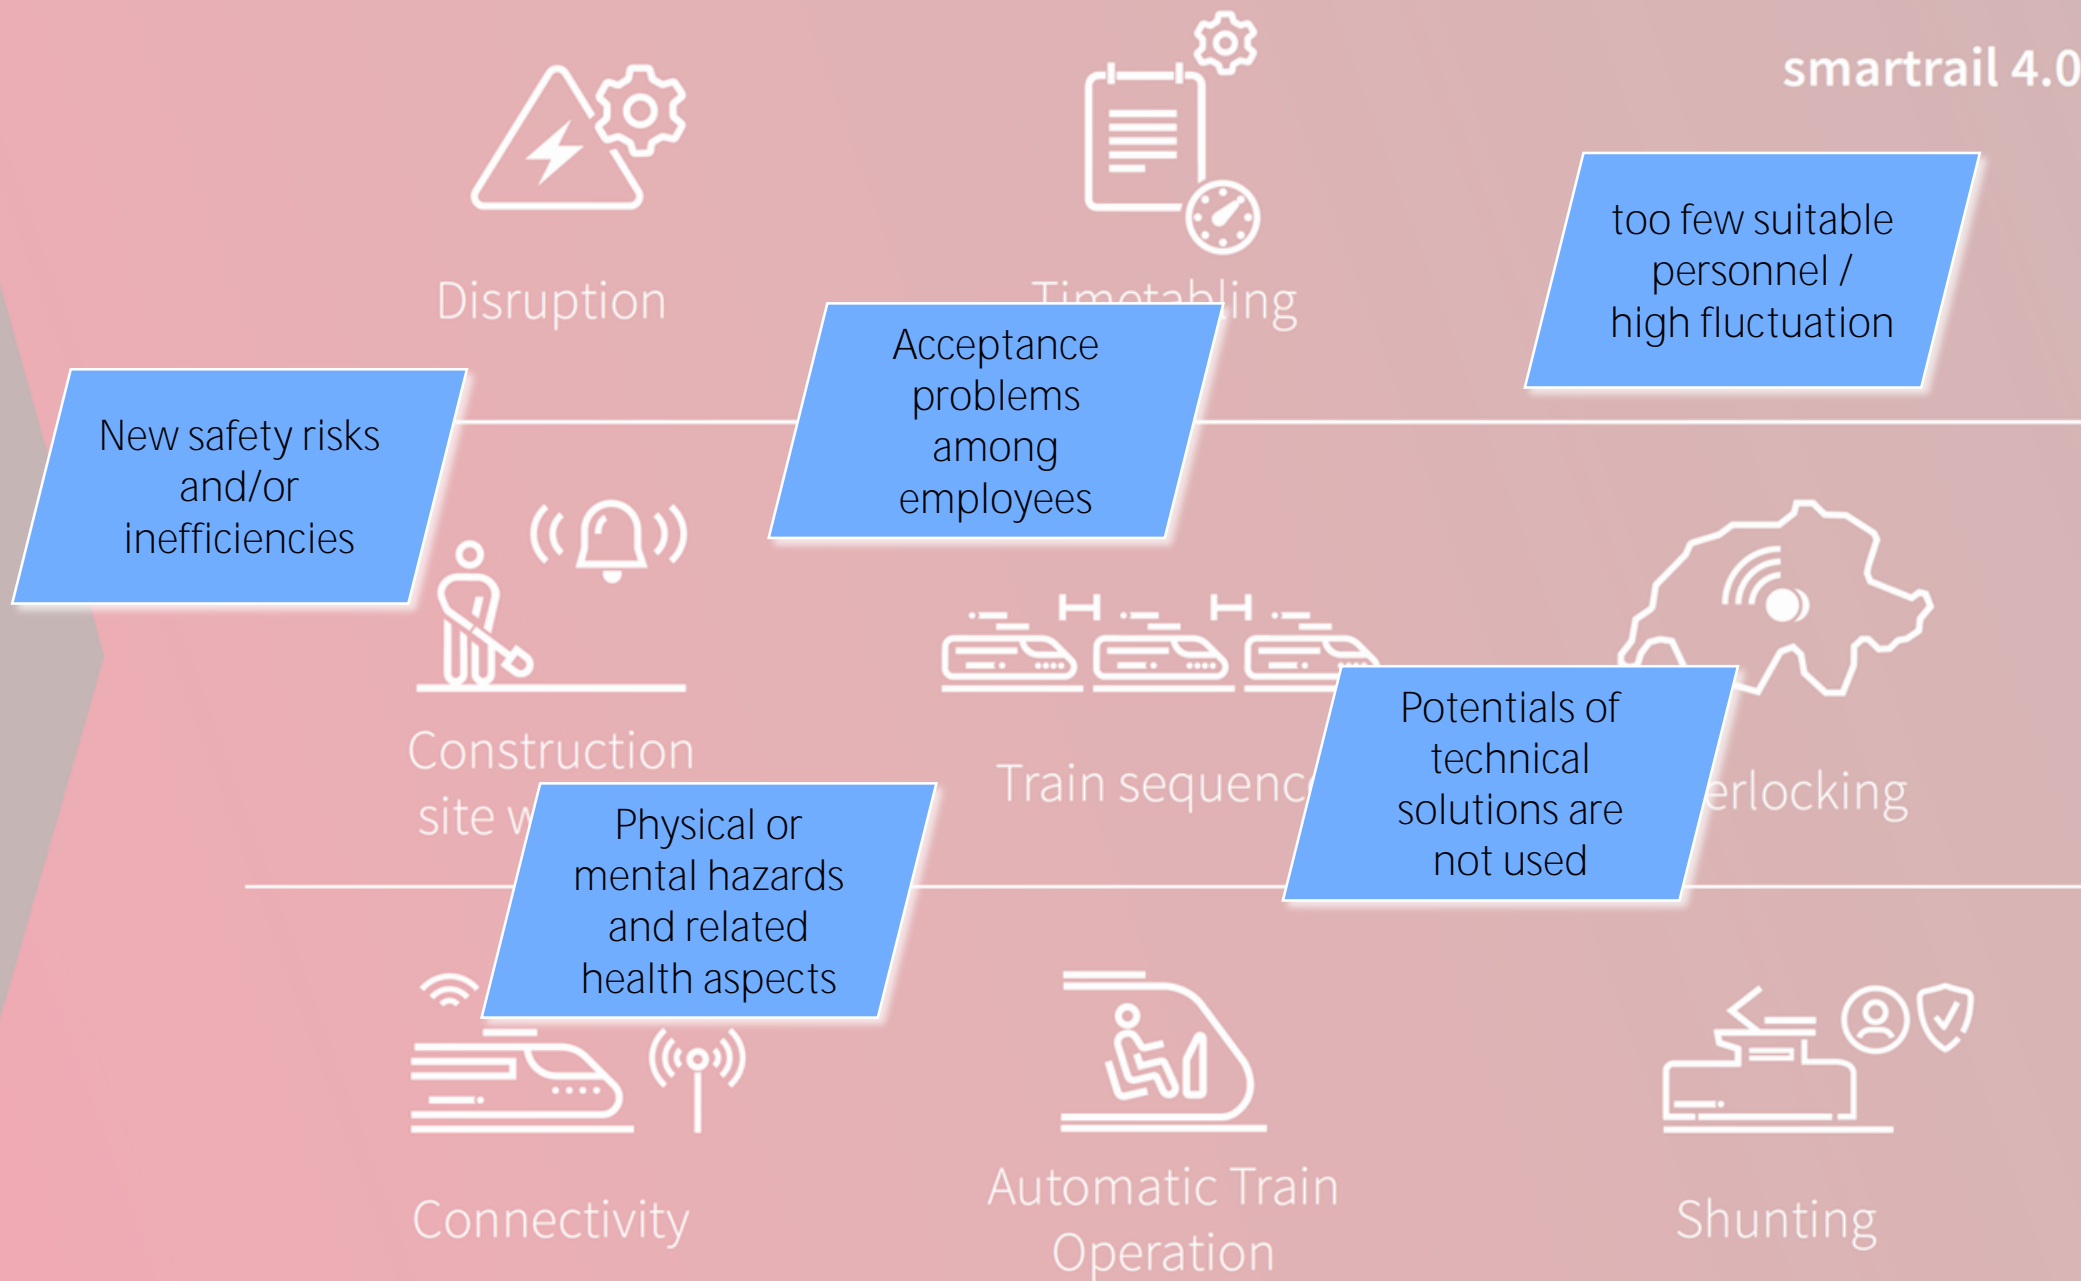 smartrail 4.0
Disruption
too few suitable
personnel /
high fluctuation
Acceptance
problems
among
employees
New safety risks
and/or
inefficiencies
Construction
site
Train
Potentials of
technical
solutions are
not used
Physical or
mental hazards
and related
health aspects
Connectivity
Automatic Train
Operation
Shunting